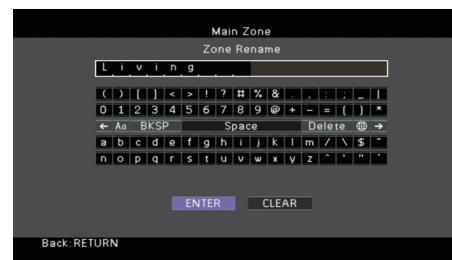 Main Zone
Zone Rename
Living
( ) [ ] < > ! ? # % & . , : ; _ |
0 1 2 3 4 5 6 7 8 9 @ + - = { } *
← Aa BKSP Space Delete →
a b c d e f g h i j k l m / \ $ ~
n o p q r s t u v w x y z ^ ' " `
ENTER CLEAR
Back:RETURN